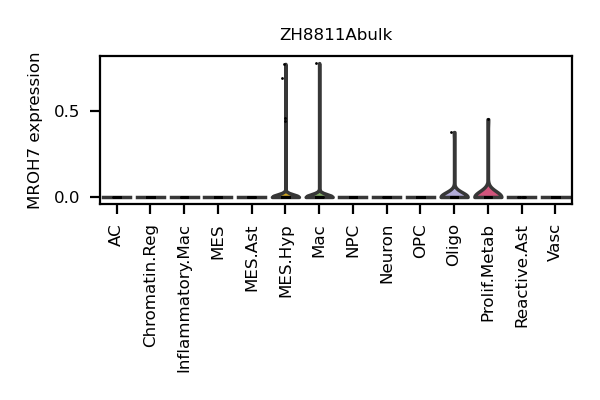 ZH8811Abulk
MROH7 expression
0.5
0.0
AC
Chromatin.Reg
Inflammatory.Mac
MES
MES.Ast
MES.Hyp
Mac
NPC
Neuron
OPC
Oligo
Prolif.Metab
Reactive.Ast
Vasc